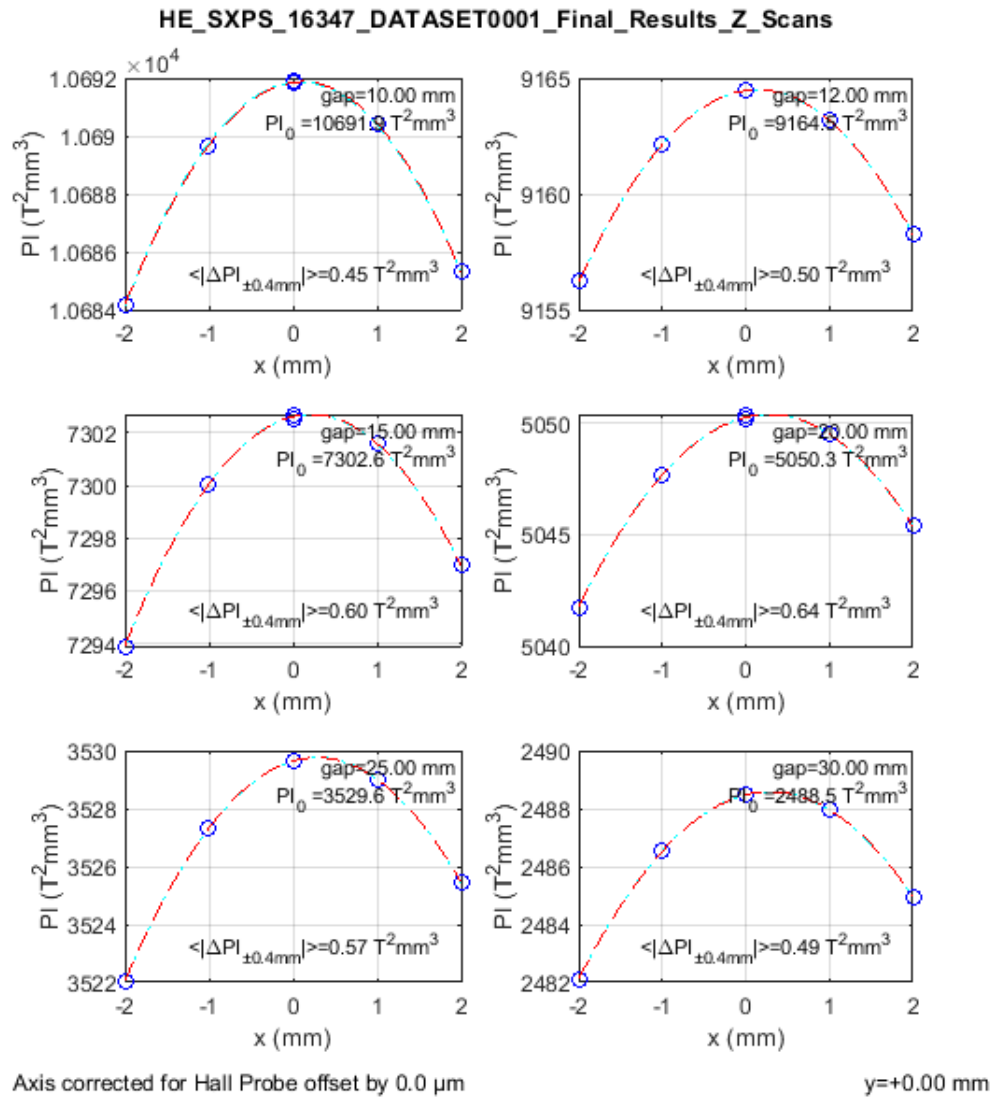 HE_SXPS_16347_DATASET0001_Final_Results_Z_Scans
×10⁴
1.0692
1.069
1.0688
1.0686
1.0684
PI (T²mm³)
gap=10.00 mm
PI₀ =10691.9 T²mm³
<|ΔPI±0.4mm|>=0.45 T²mm³
-2 -1 0 1 2
x (mm)
9165
9160
9155
PI (T²mm³)
gap=12.00 mm
PI₀ =9164.5 T²mm³
<|ΔPI±0.4mm|>=0.50 T²mm³
-2 -1 0 1 2
x (mm)
7302
7300
7298
7296
7294
PI (T²mm³)
gap=15.00 mm
PI₀ =7302.6 T²mm³
<|ΔPI±0.4mm|>=0.60 T²mm³
-2 -1 0 1 2
x (mm)
5050
5045
5040
PI (T²mm³)
gap=20.00 mm
PI₀ =5050.3 T²mm³
<|ΔPI±0.4mm|>=0.64 T²mm³
-2 -1 0 1 2
x (mm)
3530
3528
3526
3524
3522
PI (T²mm³)
gap=25.00 mm
PI₀ =3529.6 T²mm³
<|ΔPI±0.4mm|>=0.57 T²mm³
-2 -1 0 1 2
x (mm)
2490
2488
2486
2484
2482
PI (T²mm³)
gap=30.00 mm
PI₀ =2488.5 T²mm³
<|ΔPI±0.4mm|>=0.49 T²mm³
-2 -1 0 1 2
x (mm)
Axis corrected for Hall Probe offset by 0.0 μm
y=+0.00 mm